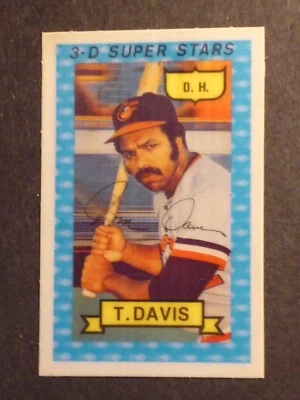 3-D SUPER STARS
D. H.
T. DAVIS